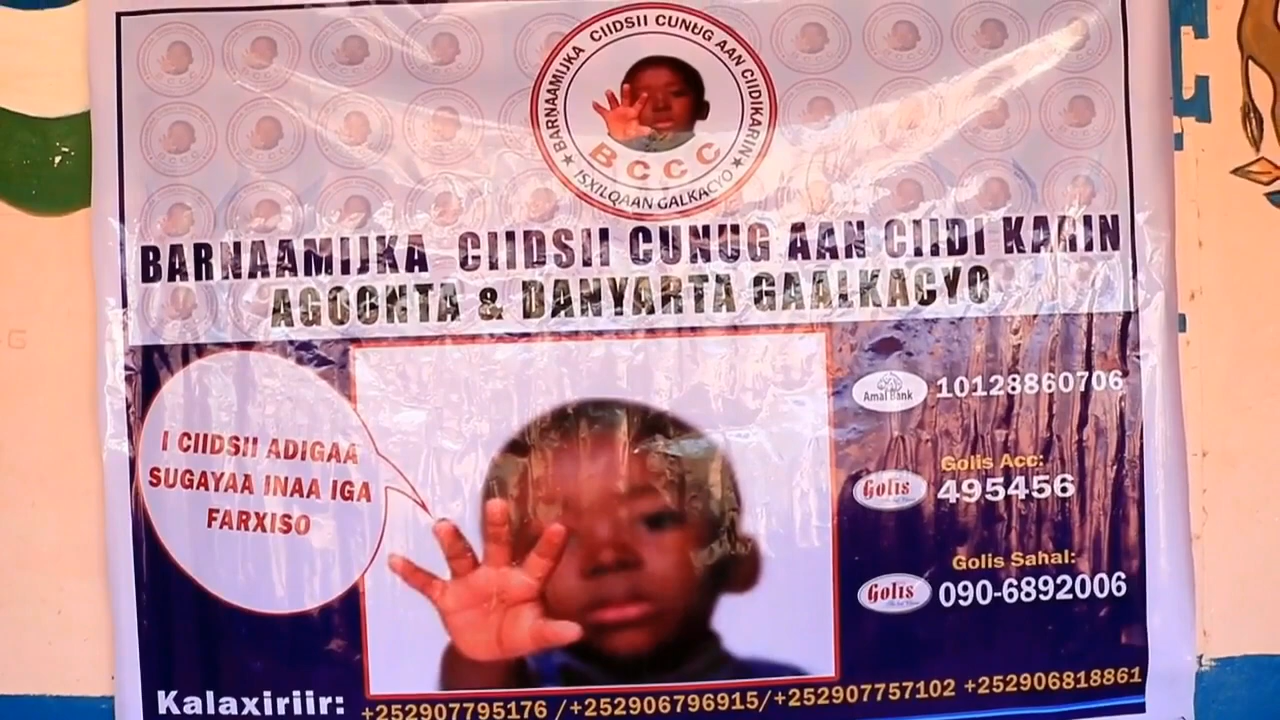 BARNAAMIJKA CIIDSII CUNUG AAN CIIDIKARIN
BCCC
ISXILQAAN GALKACYO
BARNAAMIJKA CIIDSII CUNUG AAN CIIDI KARIN
AGOONTA & DANYARTA GAALKACYO
I CIIDSII ADIGAA
SUGAYAA INAA IGA
FARXISO
Amal Bank 10128860706
Golis Acc:
Golis 495456
Golis Sahal:
Golis 090-6892006
Kalaxiriir: +252907795176 /+252906796915/+252907757102 +252906818861